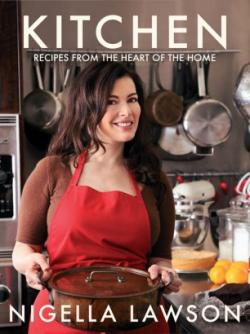 KITCHEN
RECIPES FROM THE HEART OF THE HOME
NIGELLA LAWSON